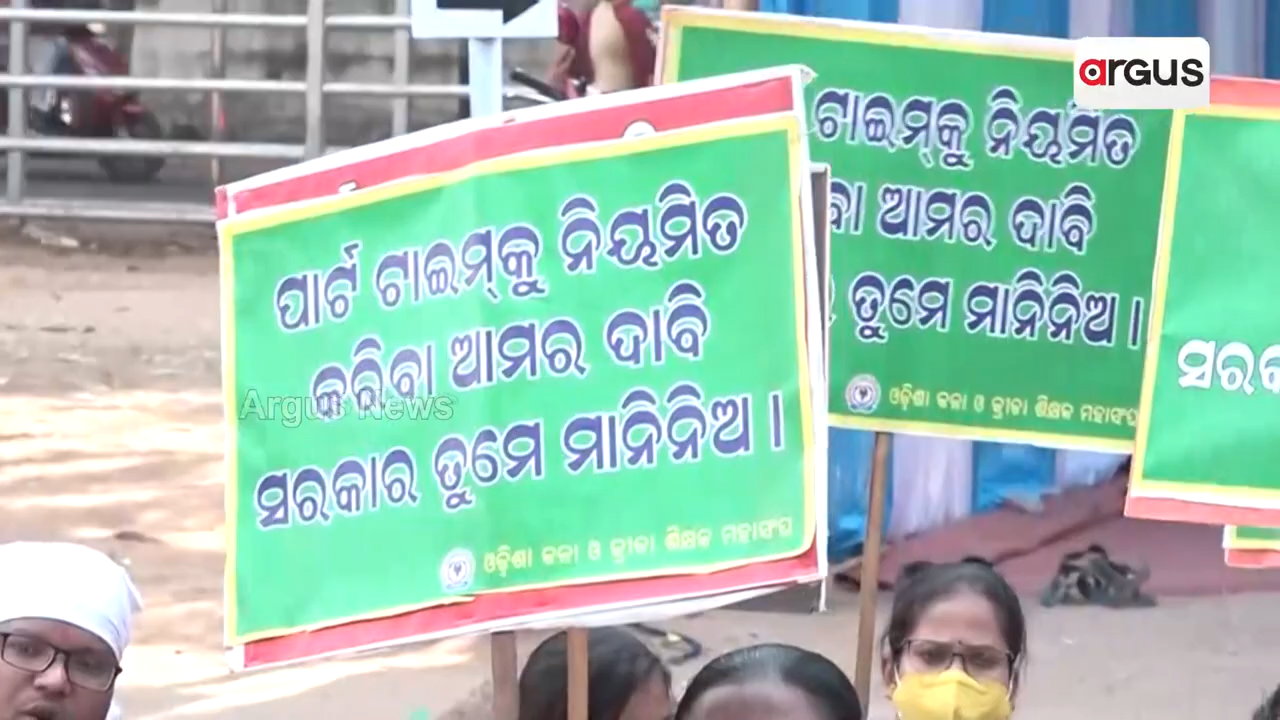 argus
ପାର୍ଟ ଟାଇମ୍‌କୁ ନିୟମିତ
କରିବା ଆମର ଦାବି
ସରକାର ତୁମେ ମାନିନିଅ ।
ଓଡ଼ିଶା କଳା ଓ କ୍ରୀଡା ଶିକ୍ଷକ ମହାସଂଘ
Argus News
ଟାଇମ୍‌କୁ ନିୟମିତ
ଆମର ଦାବି
ତୁମେ ମାନିନିଅ ।
ଓଡ଼ିଶା କଳା ଓ କ୍ରୀଡା ଶିକ୍ଷକ ମହାସଂଘ